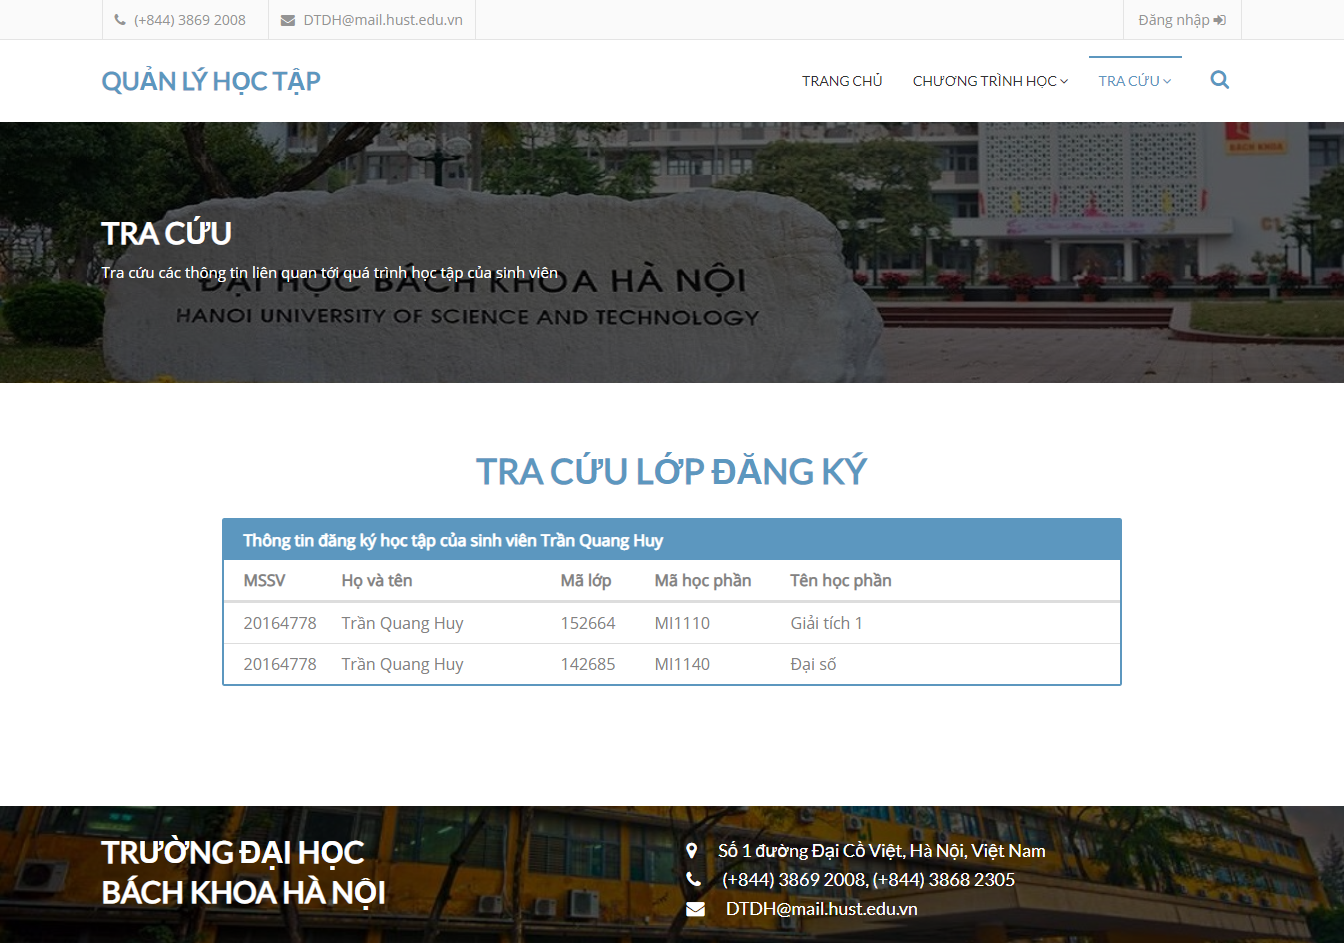 (+844) 3869 2008 DTDH@mail.hust.edu.vn Đăng nhập
QUẢN LÝ HỌC TẬP TRANG CHỦ CHƯƠNG TRÌNH HỌC TRA CỨU
BÁCH KHOA
C1
TRA CỨU
Tra cứu các thông tin liên quan tới quá trình học tập của sinh viên
ĐẠI HỌC BÁCH KHOA HÀ NỘI
HANOI UNIVERSITY OF SCIENCE AND TECHNOLOGY
TRA CỨU LỚP ĐĂNG KÝ
Thông tin đăng ký học tập của sinh viên Trần Quang Huy
MSSV Họ và tên Mã lớp Mã học phần Tên học phần
20164778 Trần Quang Huy 152664 MI1110 Giải tích 1
20164778 Trần Quang Huy 142685 MI1140 Đại số
TRƯỜNG ĐẠI HỌC
BÁCH KHOA HÀ NỘI
Số 1 đường Đại Cồ Việt, Hà Nội, Việt Nam
(+844) 3869 2008, (+844) 3868 2305
DTDH@mail.hust.edu.vn